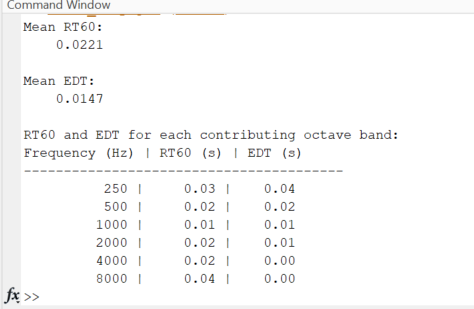 Command Window
Mean RT60:
0.0221
Mean EDT:
0.0147
RT60 and EDT for each contributing octave band:
Frequency (Hz) | RT60 (s) | EDT (s)
----------------------------------------
250 | 0.03 | 0.04
500 | 0.02 | 0.02
1000 | 0.01 | 0.01
2000 | 0.02 | 0.01
4000 | 0.02 | 0.00
8000 | 0.04 | 0.00
fx >>